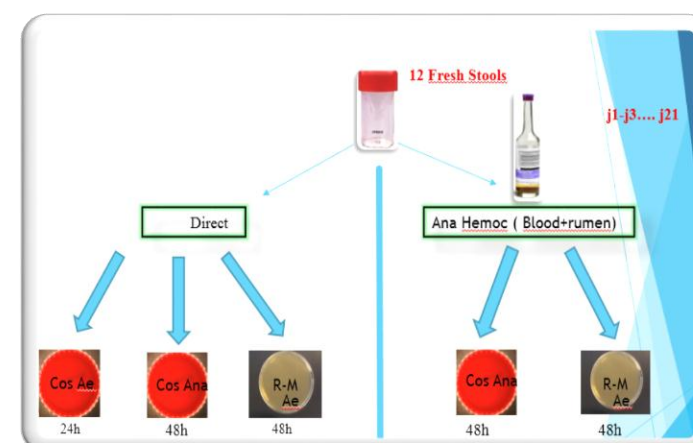 12 Fresh Stools
j1-j3.... j21
Direct
Ana Hemoc ( Blood+rumen)
Cos Ae
Cos Ana
R-M
Ae
Cos Ana
R-M
Ae
24h
48h
48h
48h
48h